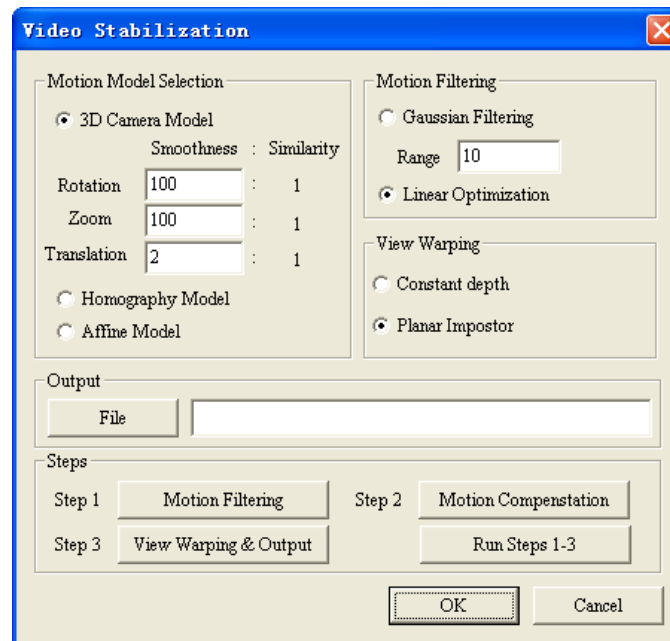 Video Stabilization
Motion Model Selection
3D Camera Model
Smoothness : Similarity
Rotation 100 : 1
Zoom 100 : 1
Translation 2 : 1
Homography Model
Affine Model
Motion Filtering
Gaussian Filtering
Range 10
Linear Optimization
View Warping
Constant depth
Planar Impostor
Output
File
Steps
Step 1 Motion Filtering Step 2 Motion Compenstation
Step 3 View Warping & Output Run Steps 1-3
OK Cancel